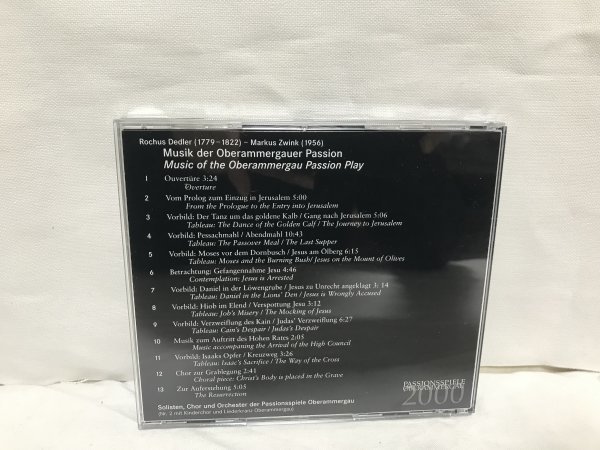 Rochus Dedler (1779–1822) – Markus Zwink (1956)
Musik der Oberammergauer Passion
Music of the Oberammergau Passion Play
1 Ouvertüre 3:24
Overture
2 Vom Prolog zum Einzug in Jerusalem 5:00
From the Prologue to the Entry into Jerusalem
3 Vorbild: Der Tanz um das goldene Kalb / Gang nach Jerusalem 5:06
Tableau: The Dance of the Golden Calf / The Journey to Jerusalem
4 Vorbild: Pessachmahl / Abendmahl 10:43
Tableau: The Passover Meal / The Last Supper
5 Vorbild: Moses vor dem Dornbusch / Jesus am Ölberg 6:15
Tableau: Moses and the Burning Bush/ Jesus on the Mount of Olives
6 Betrachtung: Gefangennahme Jesu 4:46
Contemplation: Jesus is Arrested
7 Vorbild: Daniel in der Löwengrube / Jesus zu Unrecht angeklagt 3:14
Tableau: Daniel in the Lions' Den / Jesus is Wrongly Accused
8 Vorbild: Hiob im Elend / Verspottung Jesu 3:12
Tableau: Job's Misery / The Mocking of Jesus
9 Vorbild: Verzweiflung des Kain / Judas' Verzweiflung 6:27
Tableau: Cain's Despair / Judas's Despair
10 Musik zum Auftritt des Hohen Rates 2:05
Music accompaning the Arrival of the High Council
11 Vorbild: Isaaks Opfer / Kreuzweg 3:26
Tableau: Isaac's Sacrifice / The Way of the Cross
12 Chor zur Grablegung 2:41
Choral piece: Christ's Body is placed in the Grave
13 Zur Auferstehung 5:05
The Resurrection
Solisten, Chor und Orchester der Passionsspiele Oberammergau
(Nr. 2 mit Kinderchor und Liederkranz Oberammergau)
PASSIONSSPIELE
OBERAMMERGAU
2000